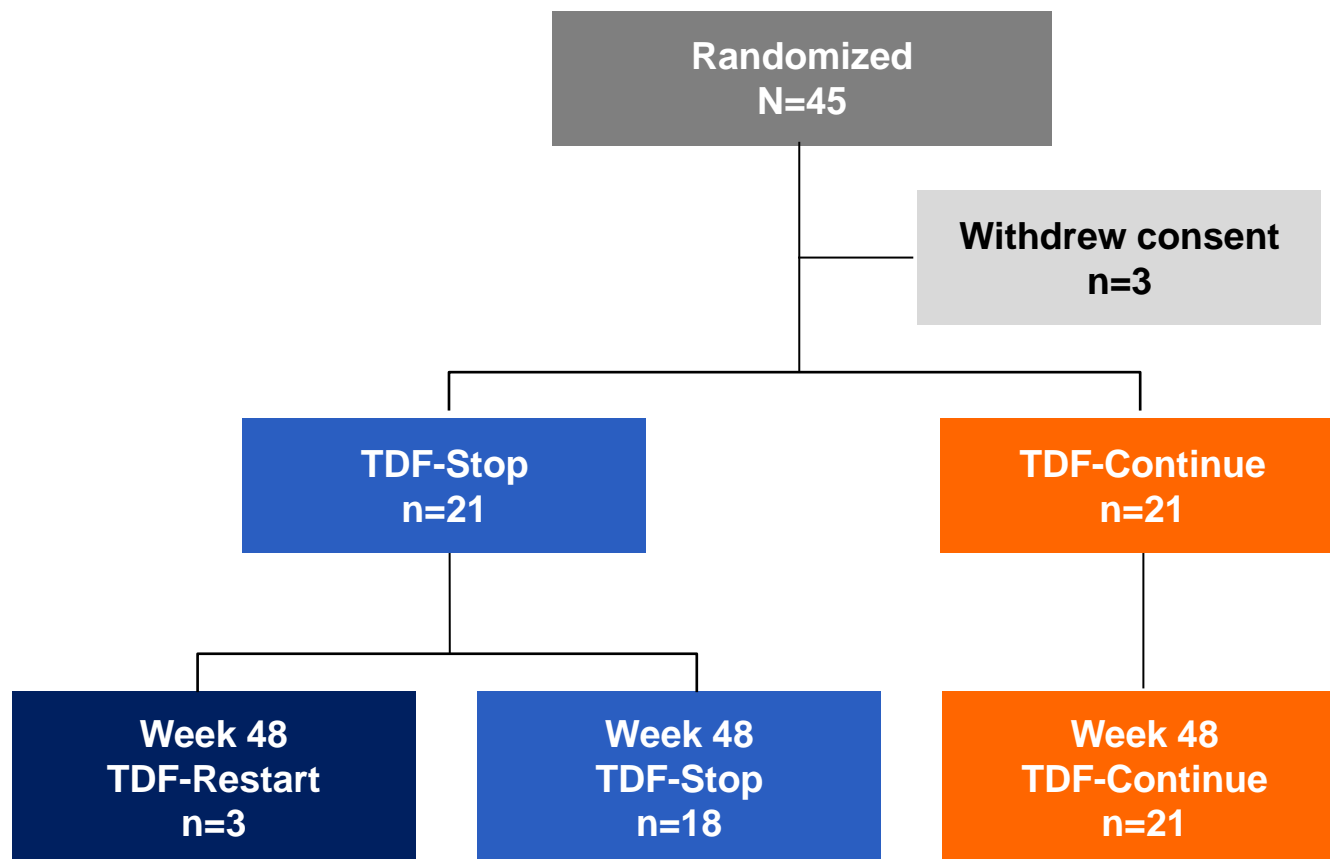 Randomized
N=45
Withdrew consent
n=3
TDF-Stop
n=21
TDF-Continue
n=21
Week 48
TDF-Restart
n=3
Week 48
TDF-Stop
n=18
Week 48
TDF-Continue
n=21